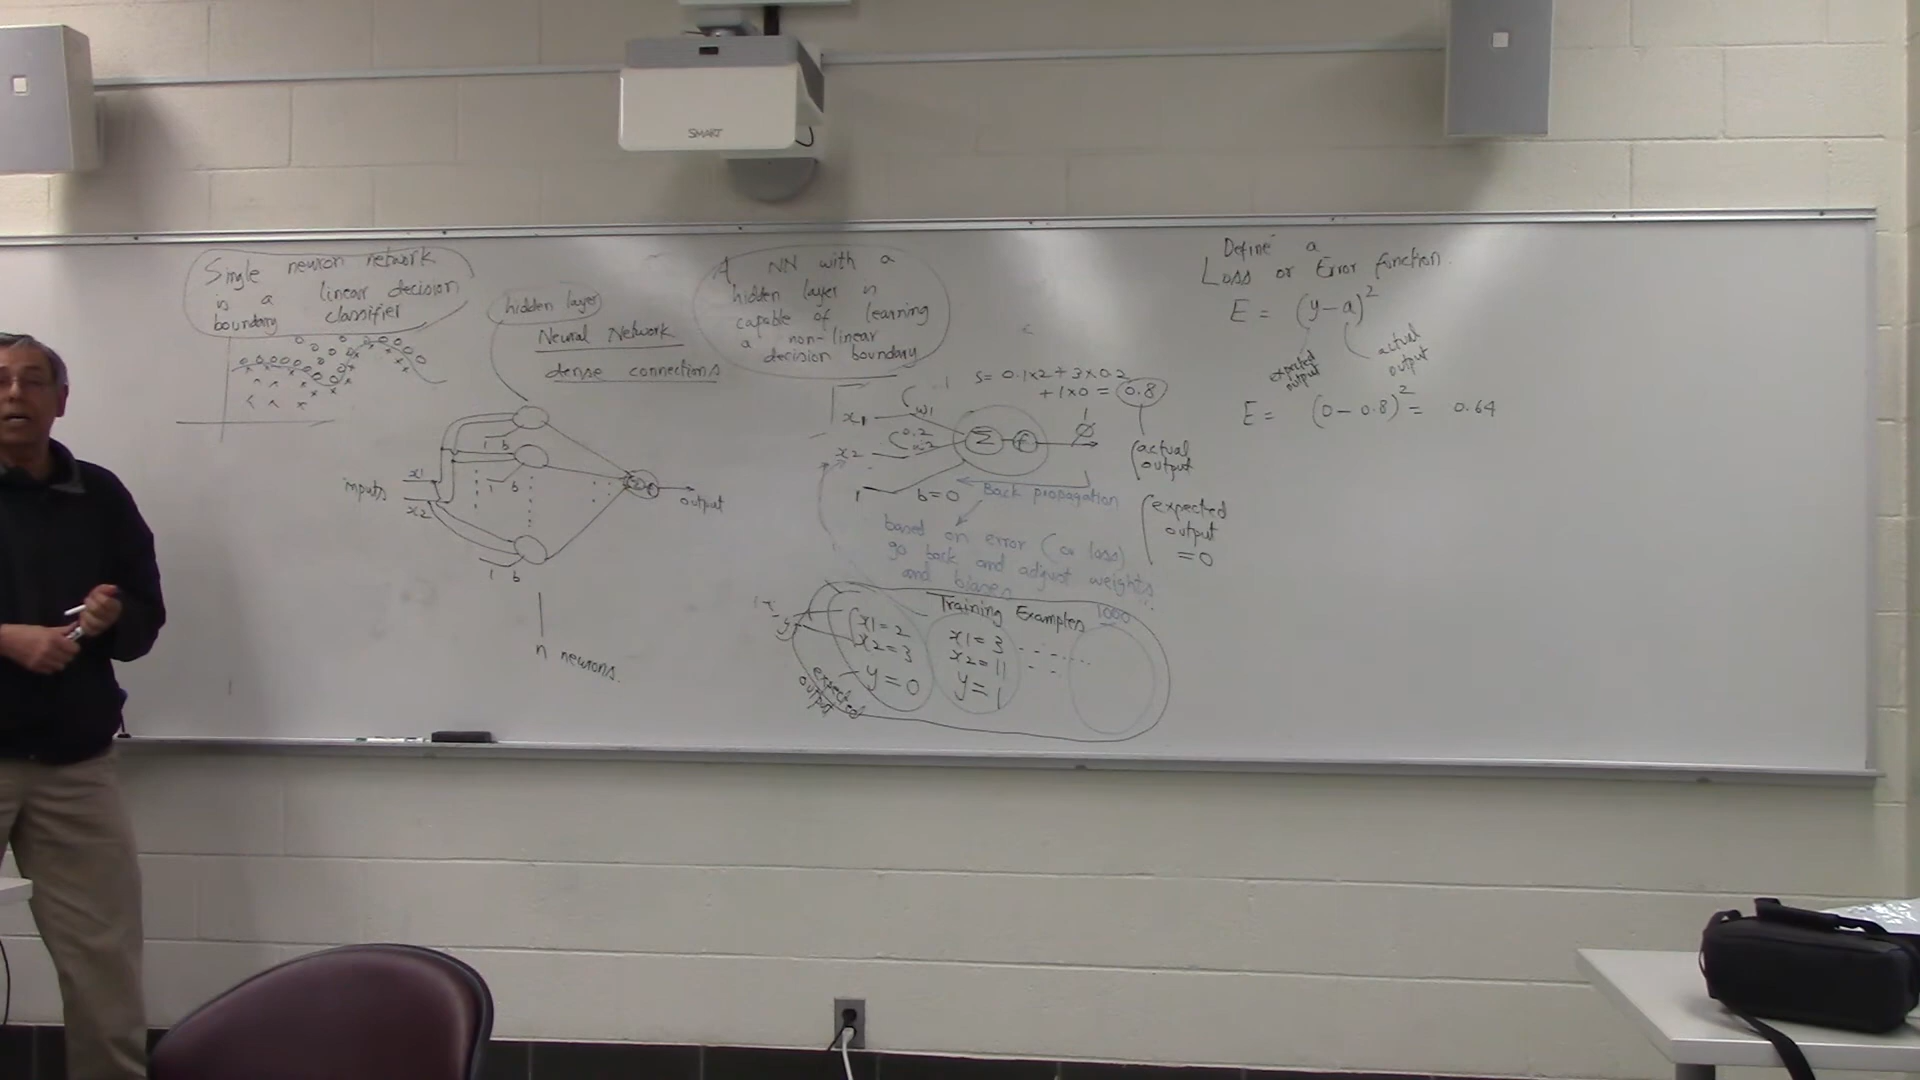 SMART
Single neuron network
is a linear decision
boundary classifier
hidden layer
Neural Network
dense connections
inputs
x1
x2
1 b
1 b
1 b
output
n neurons.
A NN with a
hidden layer is
capable of learning
a non-linear
decision boundary
S= 0.1x2 + 3x0.2
+ 1x0 = 0.8
x1
.1
w1
x2
0.2
w2
Σ
f
1
b=0
Back propagation
based on error (or loss)
go back and adjust weights
and biases
actual
output
expected
output
=0
Training Examples
1000
x1=2
x2=3
y=0
expected
output
x1=3
x2=11
y=1
Define a
Loss or Error function
E = (y-a)²
expected
output
actual
output
E = (0-0.8)² = 0.64